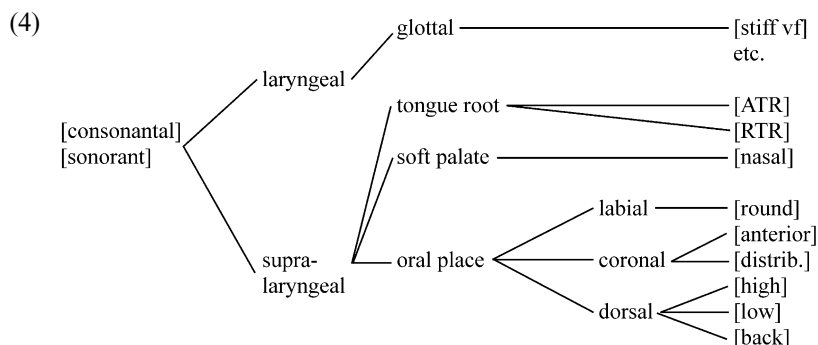 (4)
glottal [stiff vf]
etc.
laryngeal
tongue root [ATR]
[consonantal]
[RTR]
[sonorant]
soft palate [nasal]
labial [round]
[anterior]
supra- oral place coronal [distrib.]
laryngeal
[high]
dorsal [low]
[back]